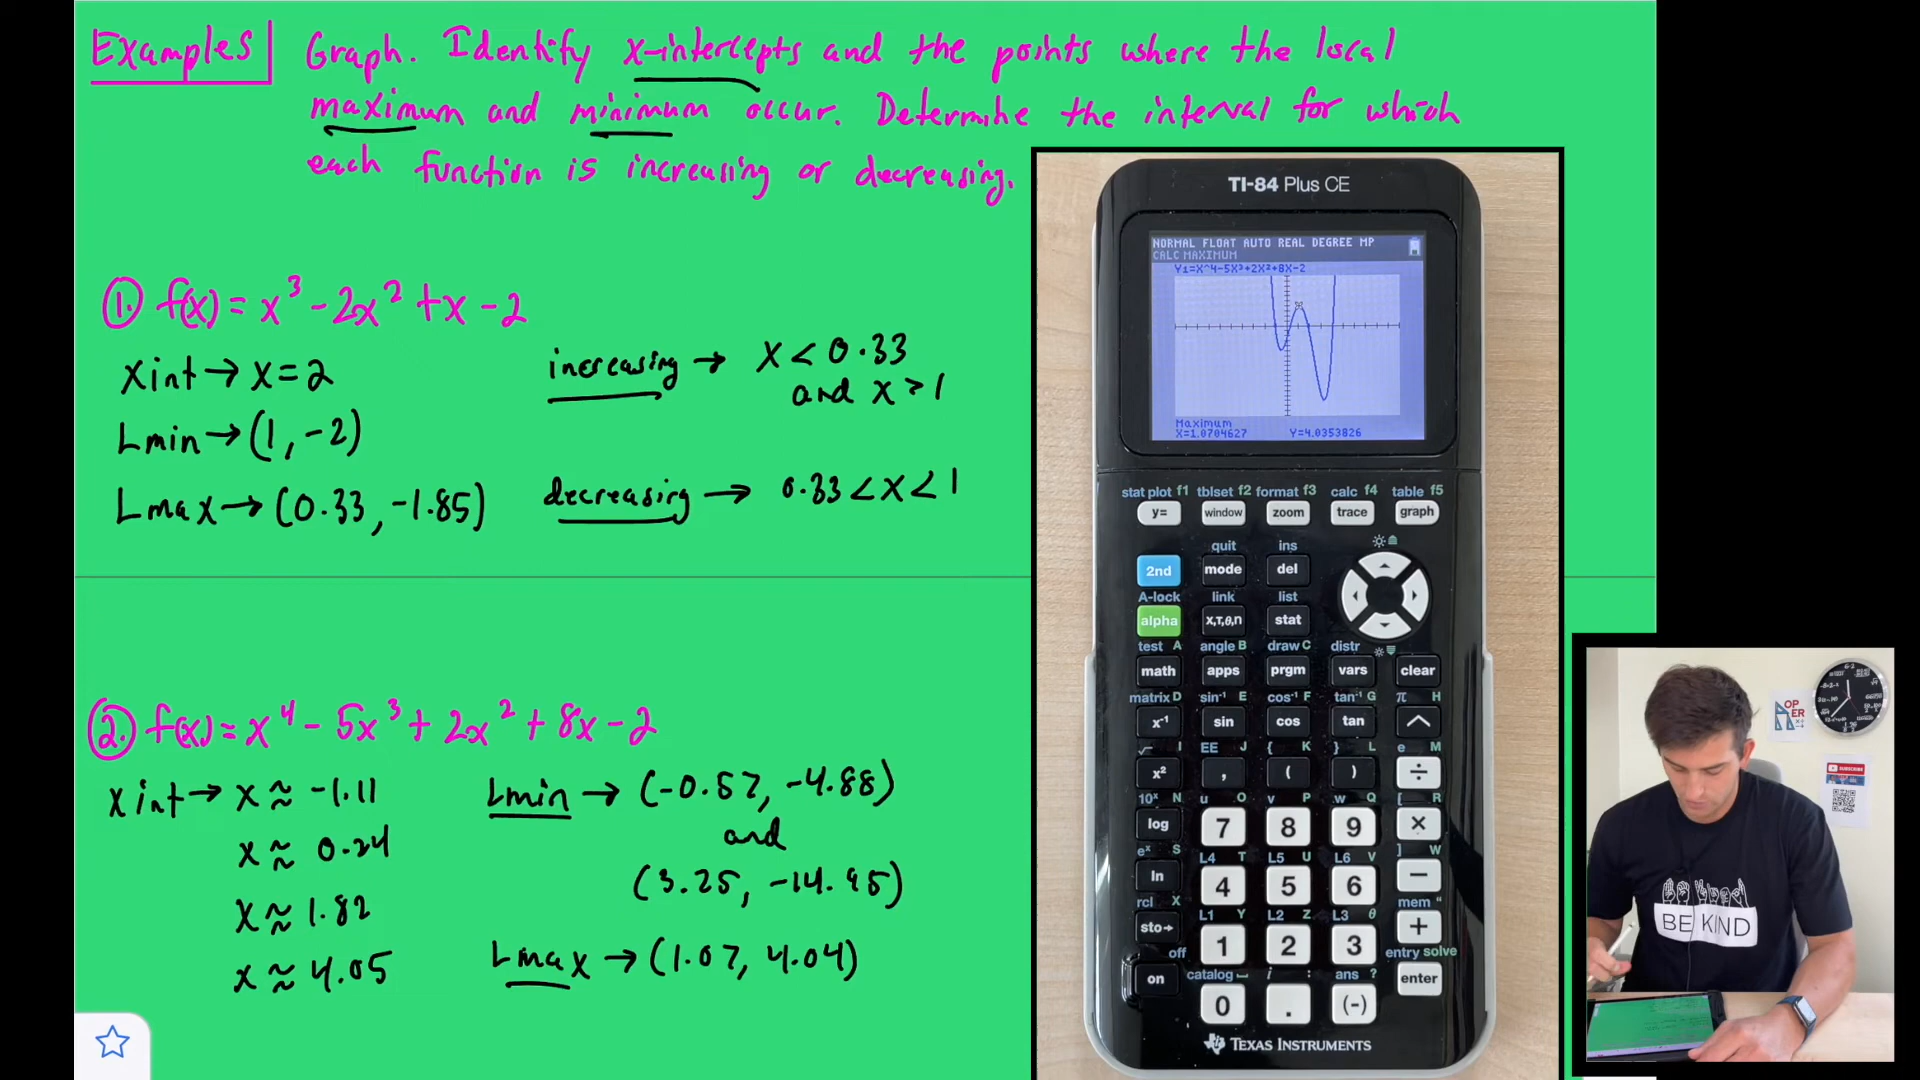 Examples
Graph. Identify x-intercepts and the points where the local
maximum and minimum occur. Determine the interval for which
each function is increasing or decreasing.
1. f(x) = x³ - 2x² + x - 2
x int → x = 2
Lmin → (1, -2)
Lmax → (0.33, -1.85)
increasing → x < 0.33
and x > 1
decreasing → 0.33 < x < 1
2. f(x) = x⁴ - 5x³ + 2x² + 8x - 2
x int → x ≈ -1.11
x ≈ 0.24
x ≈ 1.82
x ≈ 4.05
Lmin → (-0.57, -4.88)
and
(3.25, -14.95)
Lmax → (1.07, 4.04)
TI-84 Plus CE
NORMAL FLOAT AUTO REAL DEGREE MP
CALC MAXIMUM
Y1=X^4-5X³+2X²+8X-2
Maximum
X=1.0704627 Y=4.0353826
stat plot f1 tblset f2 format f3 calc f4 table f5
y= window zoom trace graph
quit ins
2nd mode del
A-lock link list
alpha X,T,θ,n stat
test A angle B draw C distr
math apps prgm vars clear
matrix D sin⁻¹ E cos⁻¹ F tan⁻¹ G π H
x⁻¹ sin cos tan ^
√ I EE J { K } L e M
x² , ( ) ÷
10ˣ N u O v P w Q [ R
log 7 8 9 ×
eˣ S L4 T L5 U L6 V ] W
ln 4 5 6 −
rcl X L1 Y L2 Z L3 θ mem "
sto→ 1 2 3 +
off catalog ⎵ i : ans ? entry solve
on 0 . (-) enter
TEXAS INSTRUMENTS
OP
ER
SUBSCRIBE
BE KIND